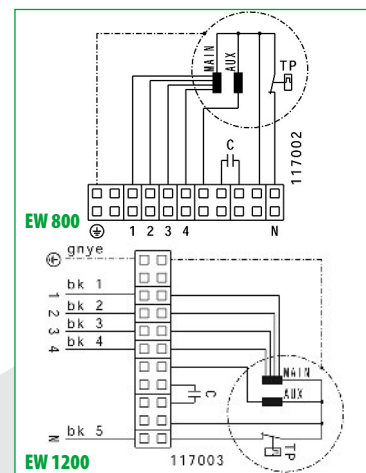 MAIN
AUX
TP
C
117002
EW 800
1 2 3 4 N
gnye
1 bk 1
2 bk 2
3 bk 3
4 bk 4
MAIN
AUX
C
N bk 5
TP
EW 1200
117003